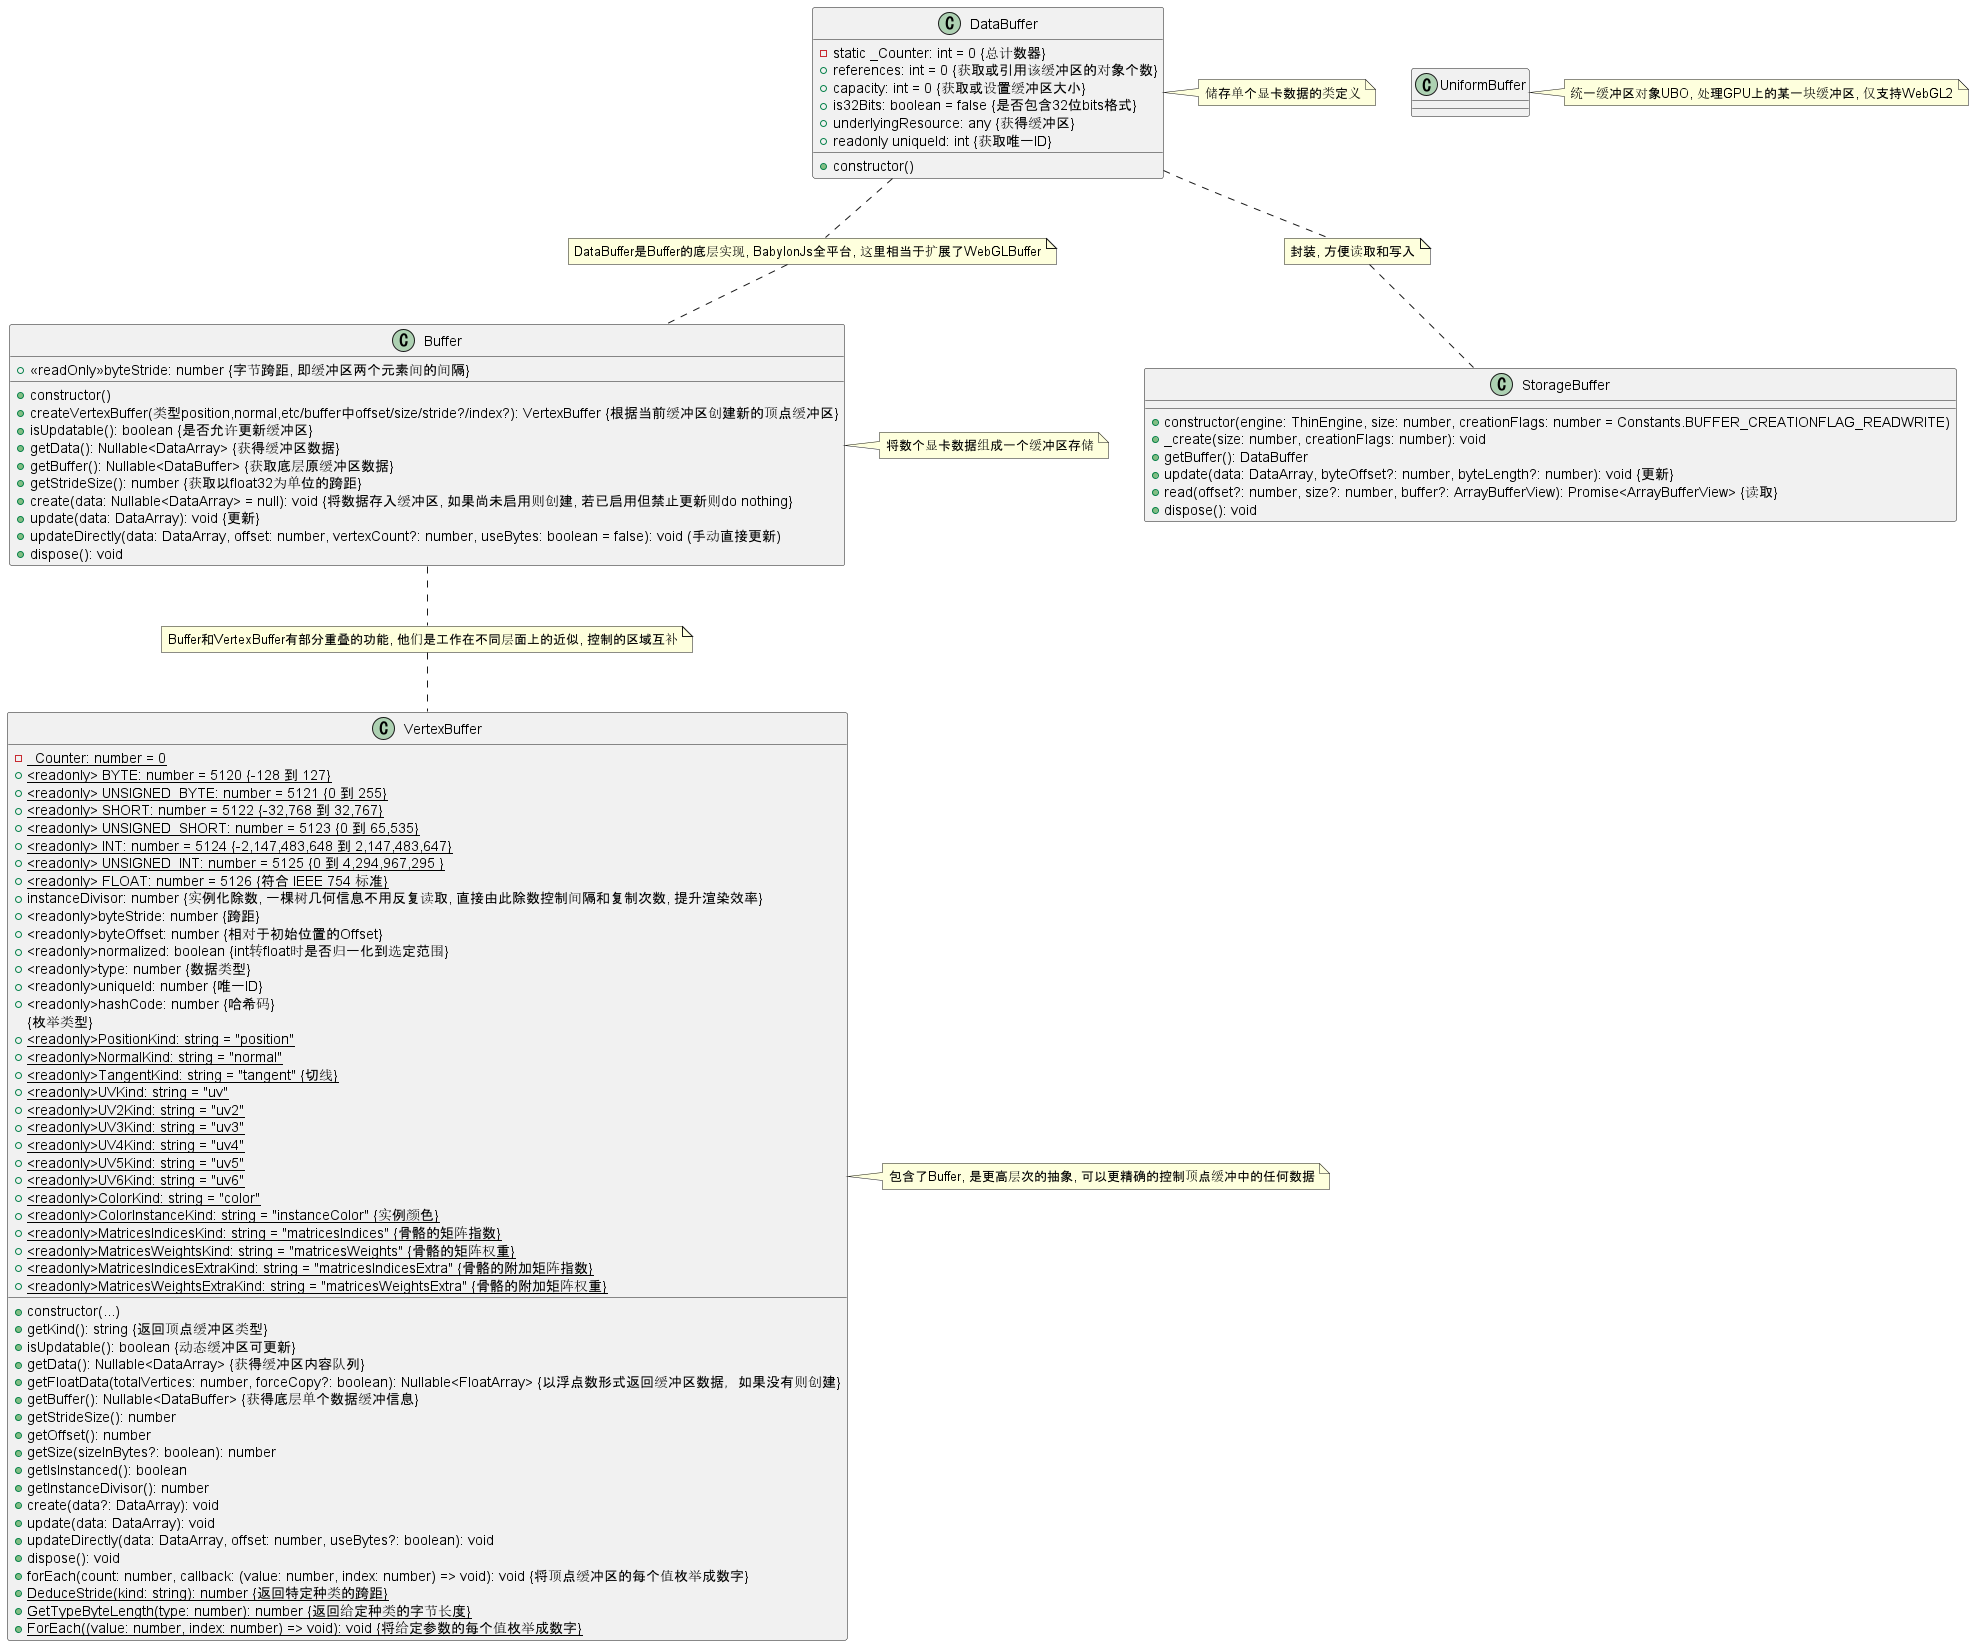 DataBuffer
static _Counter: int = 0 {总计数器}
references: int = 0 {获取或引用该缓冲区的对象个数}
capacity: int = 0 {获取或设置缓冲区大小}
is32Bits: boolean = false {是否包含32位bits格式}
underlyingResource: any {获得缓冲区}
readonly uniqueId: int {获取唯一ID}
constructor()
储存单个显卡数据的类定义
UniformBuffer
统一缓冲区对象UBO, 处理GPU上的某一块缓冲区, 仅支持WebGL2
DataBuffer是Buffer的底层实现, BabylonJs全平台, 这里相当于扩展了WebGLBuffer
封装, 方便读取和写入
Buffer
«readOnly»byteStride: number {字节跨距, 即缓冲区两个元素间的间隔}
constructor()
createVertexBuffer(类型position,normal,etc/buffer中offset/size/stride?/index?): VertexBuffer {根据当前缓冲区创建新的顶点缓冲区}
isUpdatable(): boolean {是否允许更新缓冲区}
getData(): Nullable<DataArray> {获得缓冲区数据}
getBuffer(): Nullable<DataBuffer> {获取底层原缓冲区数据}
getStrideSize(): number {获取以float32为单位的跨距}
create(data: Nullable<DataArray> = null): void {将数据存入缓冲区, 如果尚未启用则创建, 若已启用但禁止更新则do nothing}
update(data: DataArray): void {更新}
updateDirectly(data: DataArray, offset: number, vertexCount?: number, useBytes: boolean = false): void (手动直接更新)
dispose(): void
将数个显卡数据组成一个缓冲区存储
StorageBuffer
constructor(engine: ThinEngine, size: number, creationFlags: number = Constants.BUFFER_CREATIONFLAG_READWRITE)
_create(size: number, creationFlags: number): void
getBuffer(): DataBuffer
update(data: DataArray, byteOffset?: number, byteLength?: number): void {更新}
read(offset?: number, size?: number, buffer?: ArrayBufferView): Promise<ArrayBufferView> {读取}
dispose(): void
Buffer和VertexBuffer有部分重叠的功能, 他们是工作在不同层面上的近似, 控制的区域互补
VertexBuffer
_Counter: number = 0
<readonly> BYTE: number = 5120 {-128 到 127}
<readonly> UNSIGNED_BYTE: number = 5121 {0 到 255}
<readonly> SHORT: number = 5122 {-32,768 到 32,767}
<readonly> UNSIGNED_SHORT: number = 5123 {0 到 65,535}
<readonly> INT: number = 5124 {-2,147,483,648 到 2,147,483,647}
<readonly> UNSIGNED_INT: number = 5125 {0 到 4,294,967,295 }
<readonly> FLOAT: number = 5126 {符合 IEEE 754 标准}
instanceDivisor: number {实例化除数, 一棵树几何信息不用反复读取, 直接由此除数控制间隔和复制次数, 提升渲染效率}
<readonly>byteStride: number {跨距}
<readonly>byteOffset: number {相对于初始位置的Offset}
<readonly>normalized: boolean {int转float时是否归一化到选定范围}
<readonly>type: number {数据类型}
<readonly>uniqueId: number {唯一ID}
<readonly>hashCode: number {哈希码}
{枚举类型}
<readonly>PositionKind: string = "position"
<readonly>NormalKind: string = "normal"
<readonly>TangentKind: string = "tangent" {切线}
<readonly>UVKind: string = "uv"
<readonly>UV2Kind: string = "uv2"
<readonly>UV3Kind: string = "uv3"
<readonly>UV4Kind: string = "uv4"
<readonly>UV5Kind: string = "uv5"
<readonly>UV6Kind: string = "uv6"
<readonly>ColorKind: string = "color"
<readonly>ColorInstanceKind: string = "instanceColor" {实例颜色}
<readonly>MatricesIndicesKind: string = "matricesIndices" {骨骼的矩阵指数}
<readonly>MatricesWeightsKind: string = "matricesWeights" {骨骼的矩阵权重}
<readonly>MatricesIndicesExtraKind: string = "matricesIndicesExtra" {骨骼的附加矩阵指数}
<readonly>MatricesWeightsExtraKind: string = "matricesWeightsExtra" {骨骼的附加矩阵权重}
constructor(...)
getKind(): string {返回顶点缓冲区类型}
isUpdatable(): boolean {动态缓冲区可更新}
getData(): Nullable<DataArray> {获得缓冲区内容队列}
getFloatData(totalVertices: number, forceCopy?: boolean): Nullable<FloatArray> {以浮点数形式返回缓冲区数据，如果没有则创建}
getBuffer(): Nullable<DataBuffer> {获得底层单个数据缓冲信息}
getStrideSize(): number
getOffset(): number
getSize(sizeInBytes?: boolean): number
getIsInstanced(): boolean
getInstanceDivisor(): number
create(data?: DataArray): void
update(data: DataArray): void
updateDirectly(data: DataArray, offset: number, useBytes?: boolean): void
dispose(): void
forEach(count: number, callback: (value: number, index: number) => void): void {将顶点缓冲区的每个值枚举成数字}
DeduceStride(kind: string): number {返回特定种类的跨距}
GetTypeByteLength(type: number): number {返回给定种类的字节长度}
ForEach((value: number, index: number) => void): void {将给定参数的每个值枚举成数字}
包含了Buffer, 是更高层次的抽象, 可以更精确的控制顶点缓冲中的任何数据